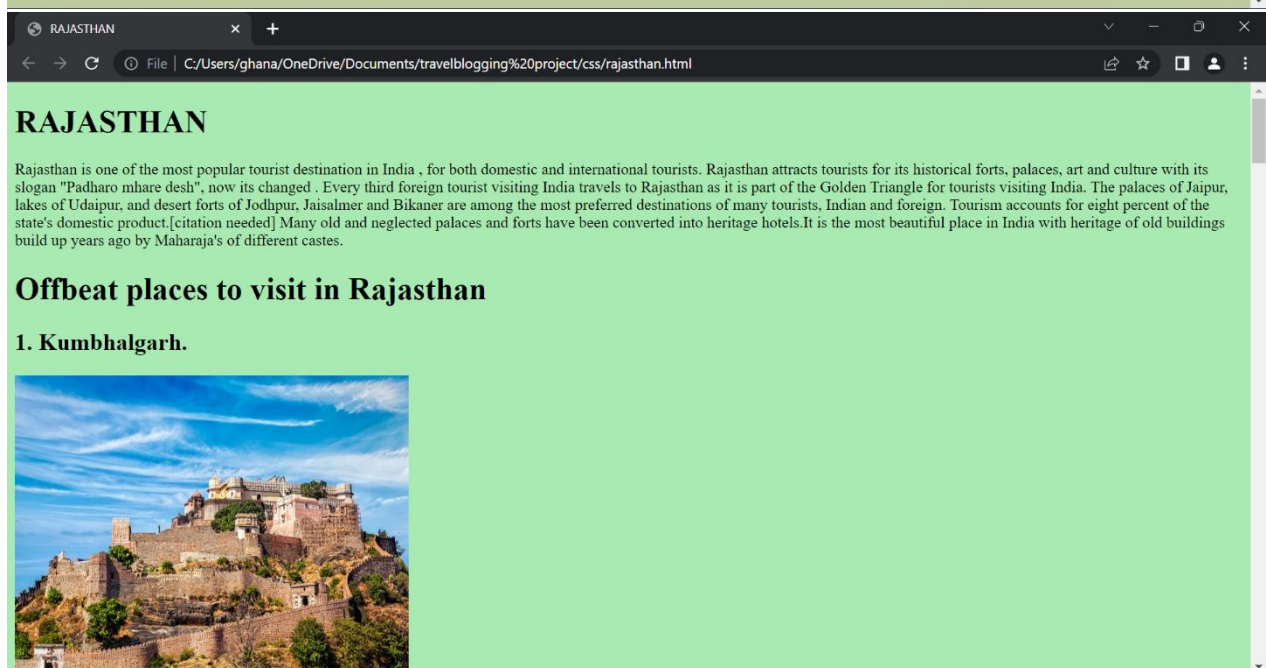 RAJASTHAN
File | C:/Users/ghana/OneDrive/Documents/travelblogging%20project/css/rajasthan.html
RAJASTHAN
Rajasthan is one of the most popular tourist destination in India , for both domestic and international tourists. Rajasthan attracts tourists for its historical forts, palaces, art and culture with its
slogan "Padharo mhare desh", now its changed . Every third foreign tourist visiting India travels to Rajasthan as it is part of the Golden Triangle for tourists visiting India. The palaces of Jaipur,
lakes of Udaipur, and desert forts of Jodhpur, Jaisalmer and Bikaner are among the most preferred destinations of many tourists, Indian and foreign. Tourism accounts for eight percent of the
state's domestic product.[citation needed] Many old and neglected palaces and forts have been converted into heritage hotels.It is the most beautiful place in India with heritage of old buildings
build up years ago by Maharaja's of different castes.
Offbeat places to visit in Rajasthan
1. Kumbhalgarh.